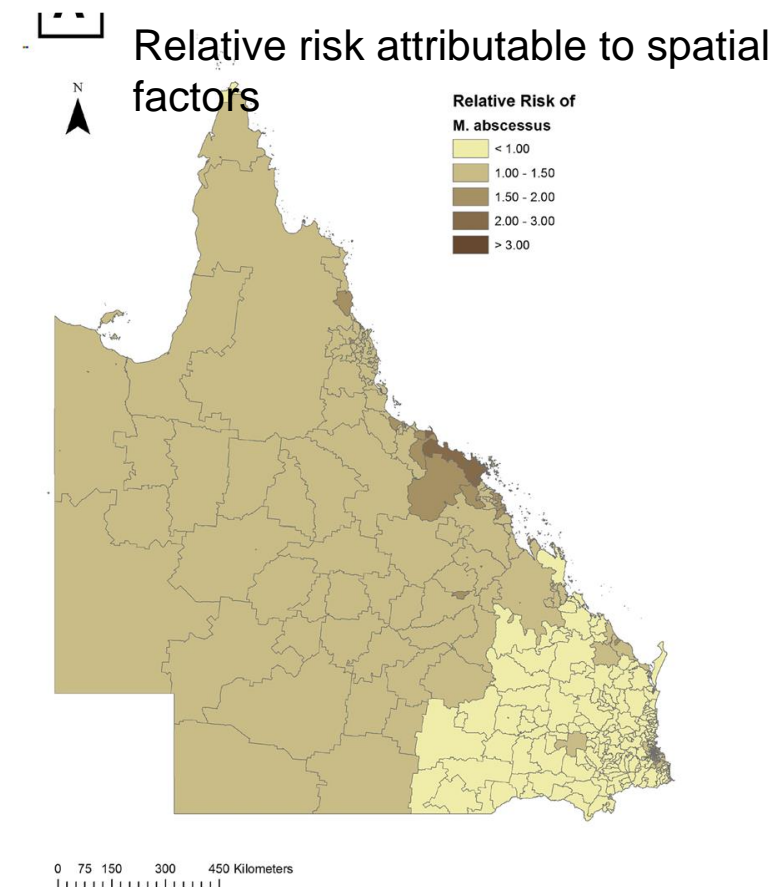 Relative risk attributable to spatial
factors
N
Relative Risk of
M. abscessus
< 1.00
1.00 - 1.50
1.50 - 2.00
2.00 - 3.00
> 3.00
0 75 150 300 450 Kilometers